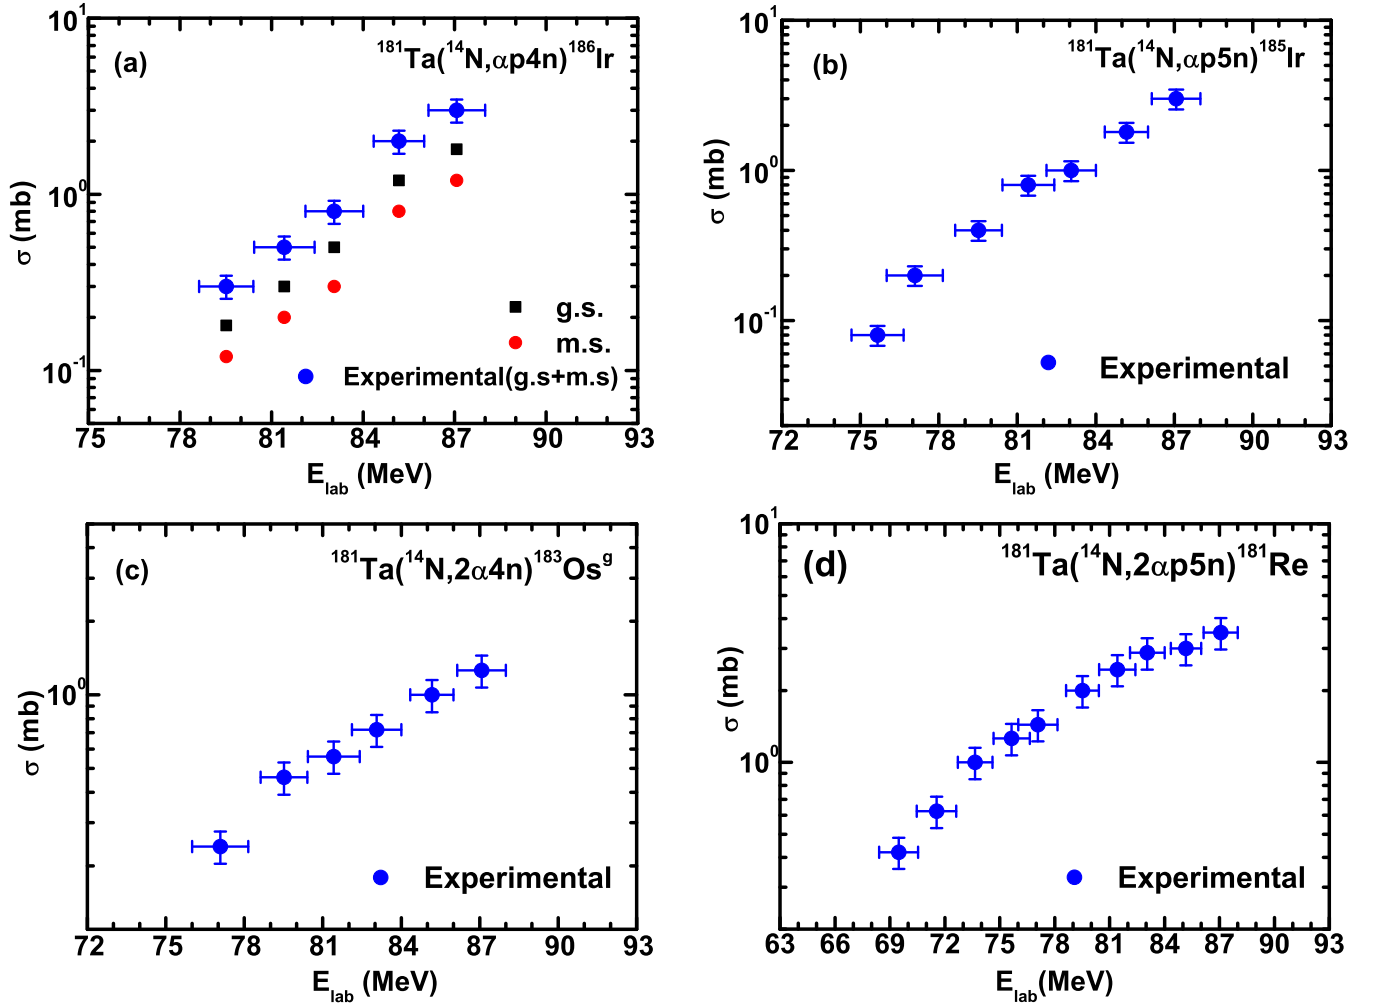 (a) ¹⁸¹Ta(¹⁴N,αp4n)¹⁸⁶Ir
10¹
10⁰
10⁻¹
σ (mb)
g.s.
m.s.
Experimental(g.s+m.s)
75 78 81 84 87 90 93
E_lab (MeV)
(b) ¹⁸¹Ta(¹⁴N,αp5n)¹⁸⁵Ir
10¹
10⁰
10⁻¹
σ (mb)
Experimental
72 75 78 81 84 87 90 93
E_lab (MeV)
(c) ¹⁸¹Ta(¹⁴N,2α4n)¹⁸³Osᵍ
10⁰
σ (mb)
Experimental
72 75 78 81 84 87 90 93
E_lab (MeV)
(d) ¹⁸¹Ta(¹⁴N,2αp5n)¹⁸¹Re
10¹
10⁰
σ (mb)
Experimental
63 66 69 72 75 78 81 84 87 90 93
E_lab(MeV)